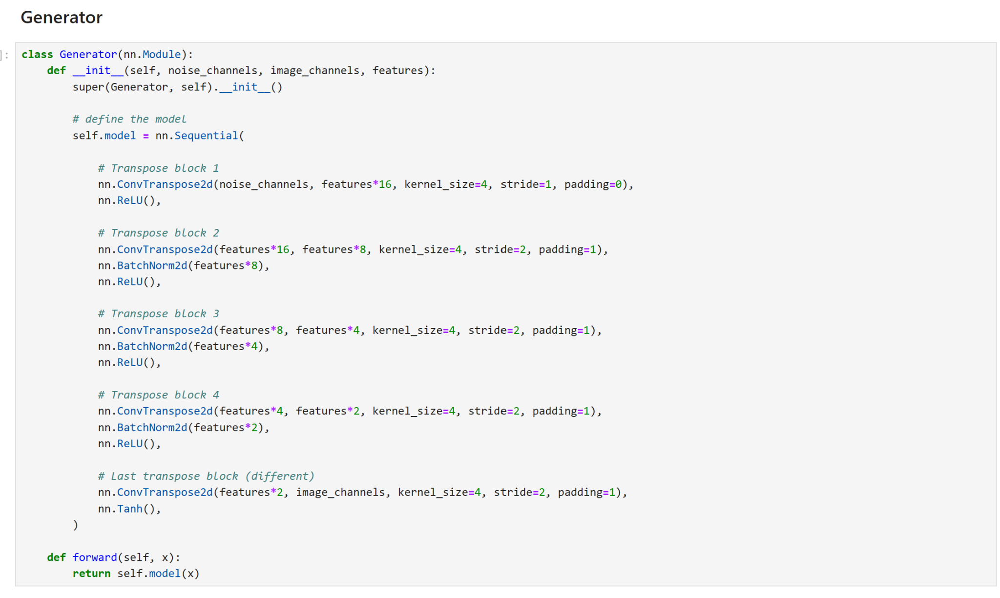 Generator
]:
class Generator(nn.Module):
    def __init__(self, noise_channels, image_channels, features):
        super(Generator, self).__init__()
        # define the model
        self.model = nn.Sequential(
            # Transpose block 1
            nn.ConvTranspose2d(noise_channels, features*16, kernel_size=4, stride=1, padding=0),
            nn.ReLU(),
            # Transpose block 2
            nn.ConvTranspose2d(features*16, features*8, kernel_size=4, stride=2, padding=1),
            nn.BatchNorm2d(features*8),
            nn.ReLU(),
            # Transpose block 3
            nn.ConvTranspose2d(features*8, features*4, kernel_size=4, stride=2, padding=1),
            nn.BatchNorm2d(features*4),
            nn.ReLU(),
            # Transpose block 4
            nn.ConvTranspose2d(features*4, features*2, kernel_size=4, stride=2, padding=1),
            nn.BatchNorm2d(features*2),
            nn.ReLU(),
            # Last transpose block (different)
            nn.ConvTranspose2d(features*2, image_channels, kernel_size=4, stride=2, padding=1),
            nn.Tanh(),
        )
    def forward(self, x):
        return self.model(x)